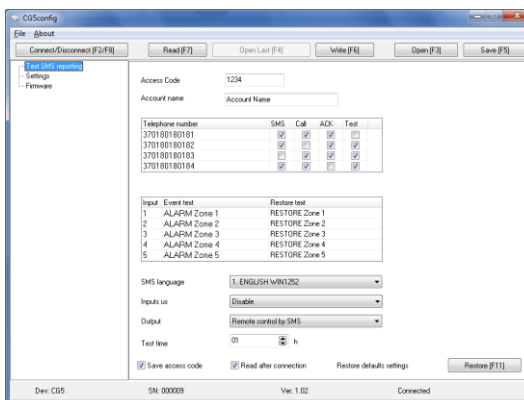 CG5config
File About
Connect/Disconnect [F2/F8] Read [F7] Open Last [F4] Write [F6] Open [F3] Save [F5]
Text SMS reporting
Settings
Firmware
Access Code 1234
Account name Account Name
Telephone number SMS Call ACK Test
370180180181
370180180182
370180180183
370180180184
Input Event text Restore text
1 ALARM Zone 1 RESTORE Zone 1
2 ALARM Zone 2 RESTORE Zone 2
3 ALARM Zone 3 RESTORE Zone 3
4 ALARM Zone 4 RESTORE Zone 4
5 ALARM Zone 5 RESTORE Zone 5
SMS language 1. ENGLISH WIN1252
Inputs us Disable
Output Remote control by SMS
Test time 01 h
Save access code Read after connection Restore defaults settings Restore [F11]
Dev: CG5 SN: 000009 Ver: 1.02 Connected